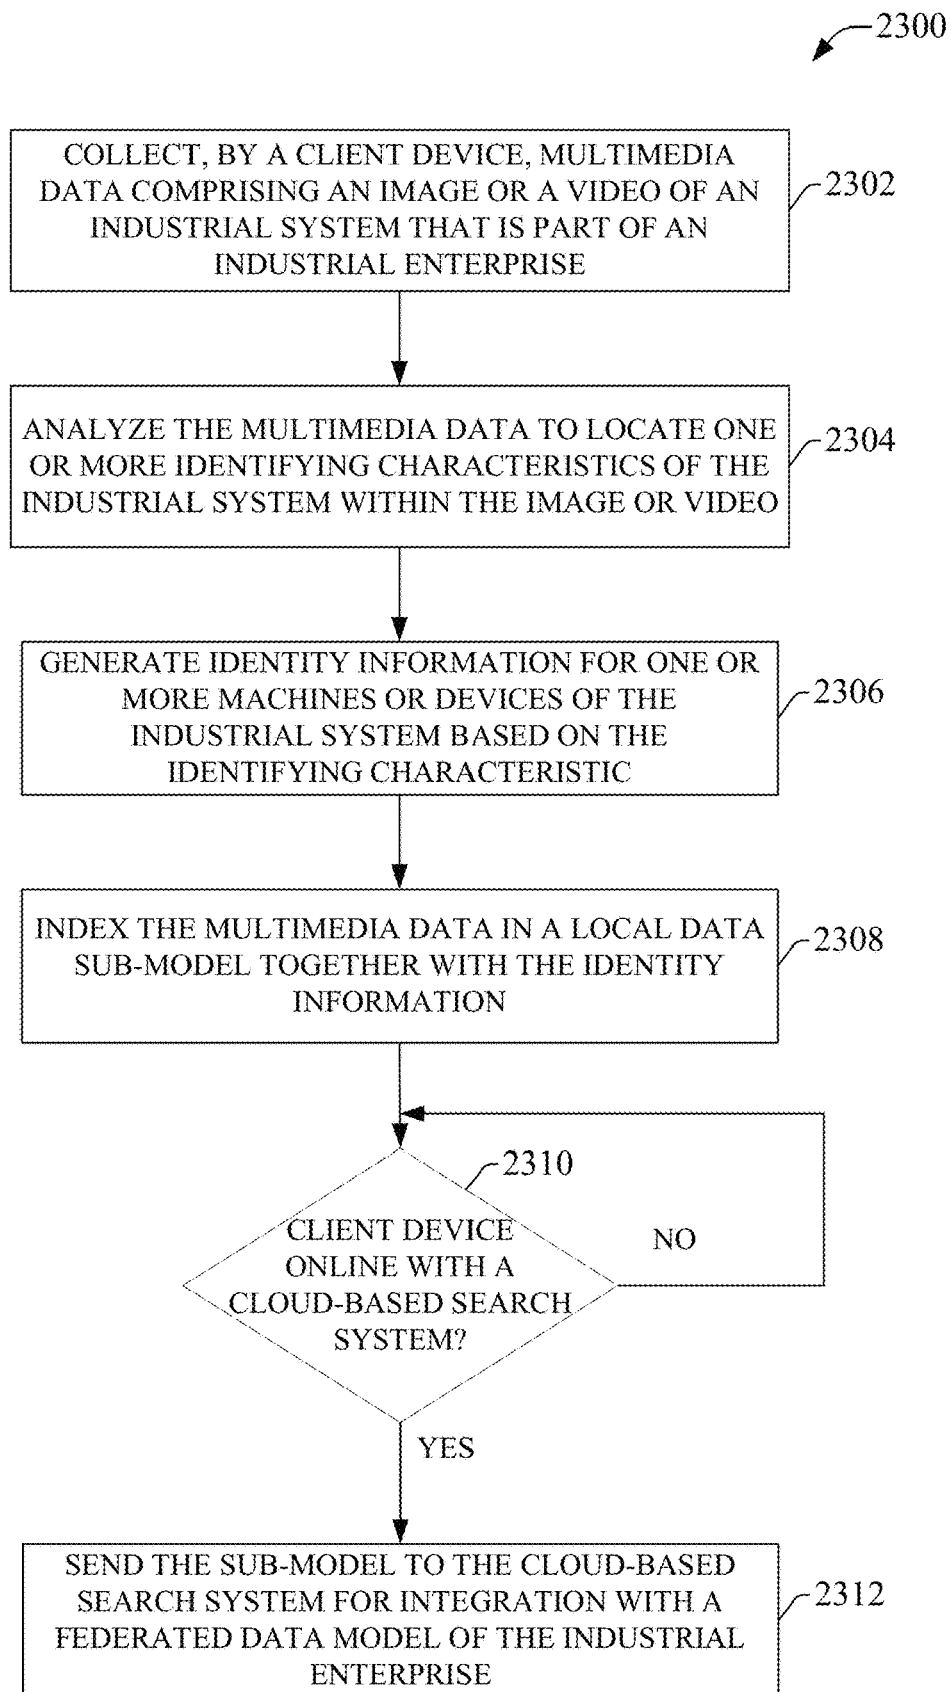 2300
COLLECT, BY A CLIENT DEVICE, MULTIMEDIA
DATA COMPRISING AN IMAGE OR A VIDEO OF AN
INDUSTRIAL SYSTEM THAT IS PART OF AN
INDUSTRIAL ENTERPRISE
2302
ANALYZE THE MULTIMEDIA DATA TO LOCATE ONE
OR MORE IDENTIFYING CHARACTERISTICS OF THE
INDUSTRIAL SYSTEM WITHIN THE IMAGE OR VIDEO
2304
GENERATE IDENTITY INFORMATION FOR ONE OR
MORE MACHINES OR DEVICES OF THE
INDUSTRIAL SYSTEM BASED ON THE
IDENTIFYING CHARACTERISTIC
2306
INDEX THE MULTIMEDIA DATA IN A LOCAL DATA
SUB-MODEL TOGETHER WITH THE IDENTITY
INFORMATION
2308
2310
CLIENT DEVICE
ONLINE WITH A
CLOUD-BASED SEARCH
SYSTEM?
NO
YES
SEND THE SUB-MODEL TO THE CLOUD-BASED
SEARCH SYSTEM FOR INTEGRATION WITH A
FEDERATED DATA MODEL OF THE INDUSTRIAL
ENTERPRISE
2312